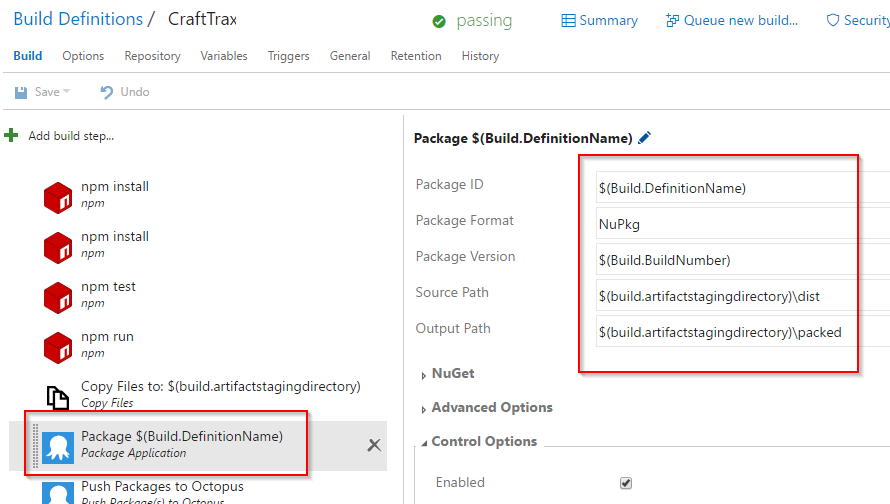 Build Definitions / CraftTrax
passing
Summary
Queue new build...
Security
Build Options Repository Variables Triggers General Retention History
Save Undo
Add build step...
npm install
npm
npm install
npm
npm test
npm
npm run
npm
Copy Files to: $(build.artifactstagingdirectory)
Copy Files
Package $(Build.DefinitionName)
Package Application
Push Packages to Octopus
Push Package(s) to Octopus
Package $(Build.DefinitionName)
Package ID $(Build.DefinitionName)
Package Format NuPkg
Package Version $(Build.BuildNumber)
Source Path $(build.artifactstagingdirectory)\dist
Output Path $(build.artifactstagingdirectory)\packed
NuGet
Advanced Options
Control Options
Enabled